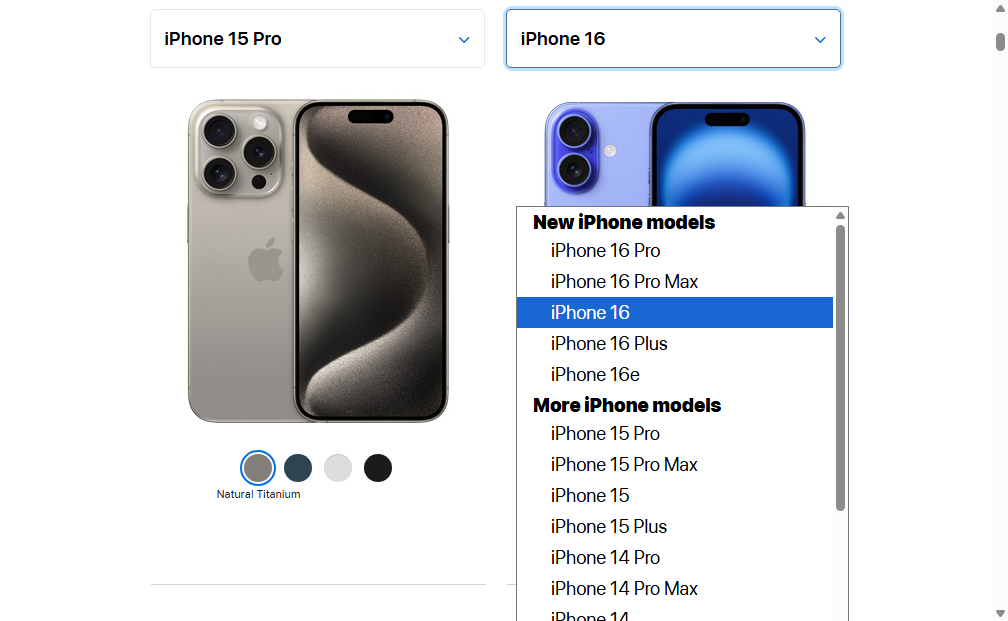 iPhone 15 Pro
iPhone 16
New iPhone models
iPhone 16 Pro
iPhone 16 Pro Max
iPhone 16
iPhone 16 Plus
iPhone 16e
More iPhone models
iPhone 15 Pro
iPhone 15 Pro Max
iPhone 15
iPhone 15 Plus
iPhone 14 Pro
iPhone 14 Pro Max
iPhone 14
Natural Titanium